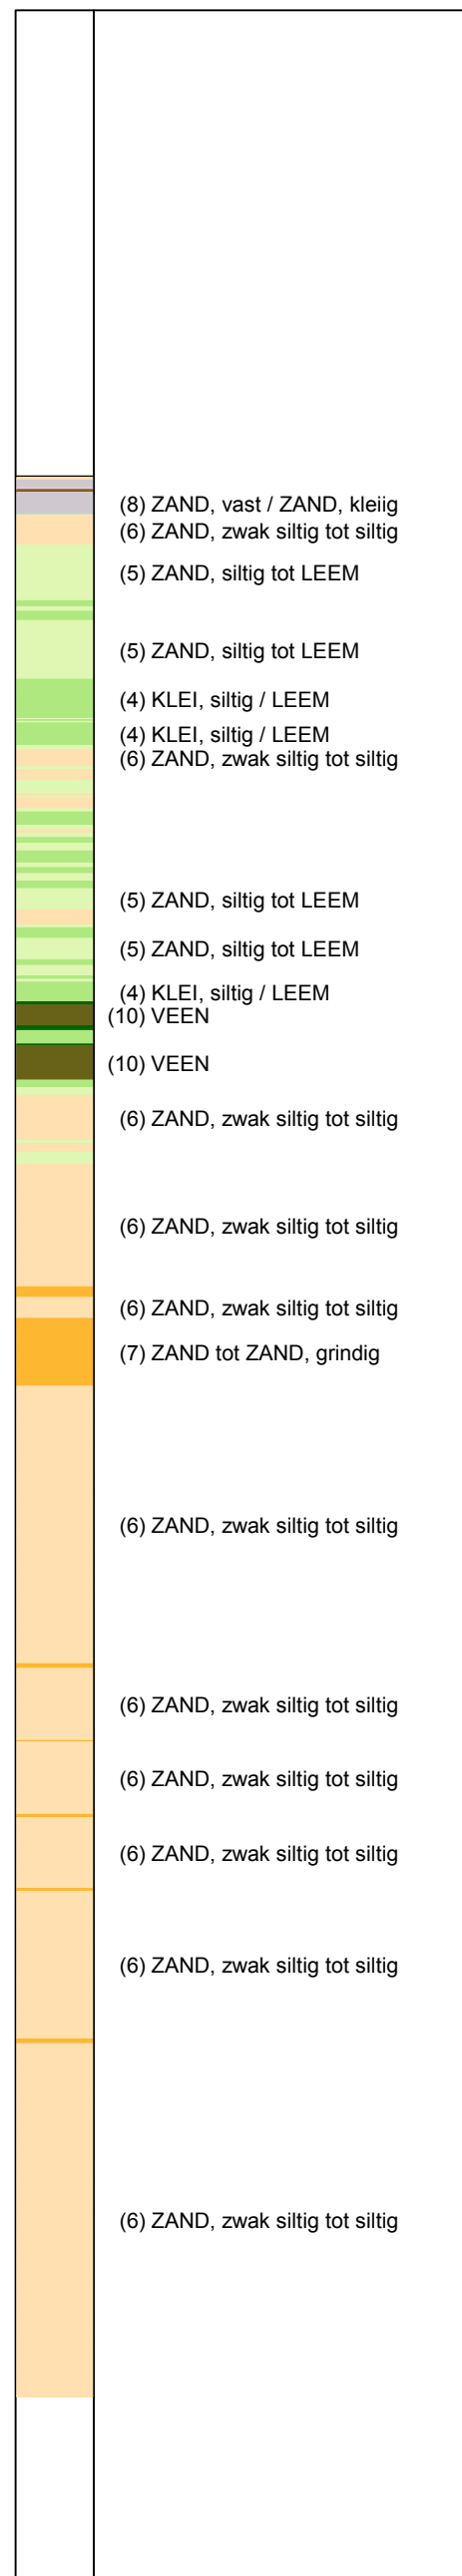 (8) ZAND, vast / ZAND, kleiig
(6) ZAND, zwak siltig tot siltig
(5) ZAND, siltig tot LEEM
(5) ZAND, siltig tot LEEM
(4) KLEI, siltig / LEEM
(4) KLEI, siltig / LEEM
(6) ZAND, zwak siltig tot siltig
(5) ZAND, siltig tot LEEM
(5) ZAND, siltig tot LEEM
(4) KLEI, siltig / LEEM
(10) VEEN
(10) VEEN
(6) ZAND, zwak siltig tot siltig
(6) ZAND, zwak siltig tot siltig
(6) ZAND, zwak siltig tot siltig
(7) ZAND tot ZAND, grindig
(6) ZAND, zwak siltig tot siltig
(6) ZAND, zwak siltig tot siltig
(6) ZAND, zwak siltig tot siltig
(6) ZAND, zwak siltig tot siltig
(6) ZAND, zwak siltig tot siltig
(6) ZAND, zwak siltig tot siltig